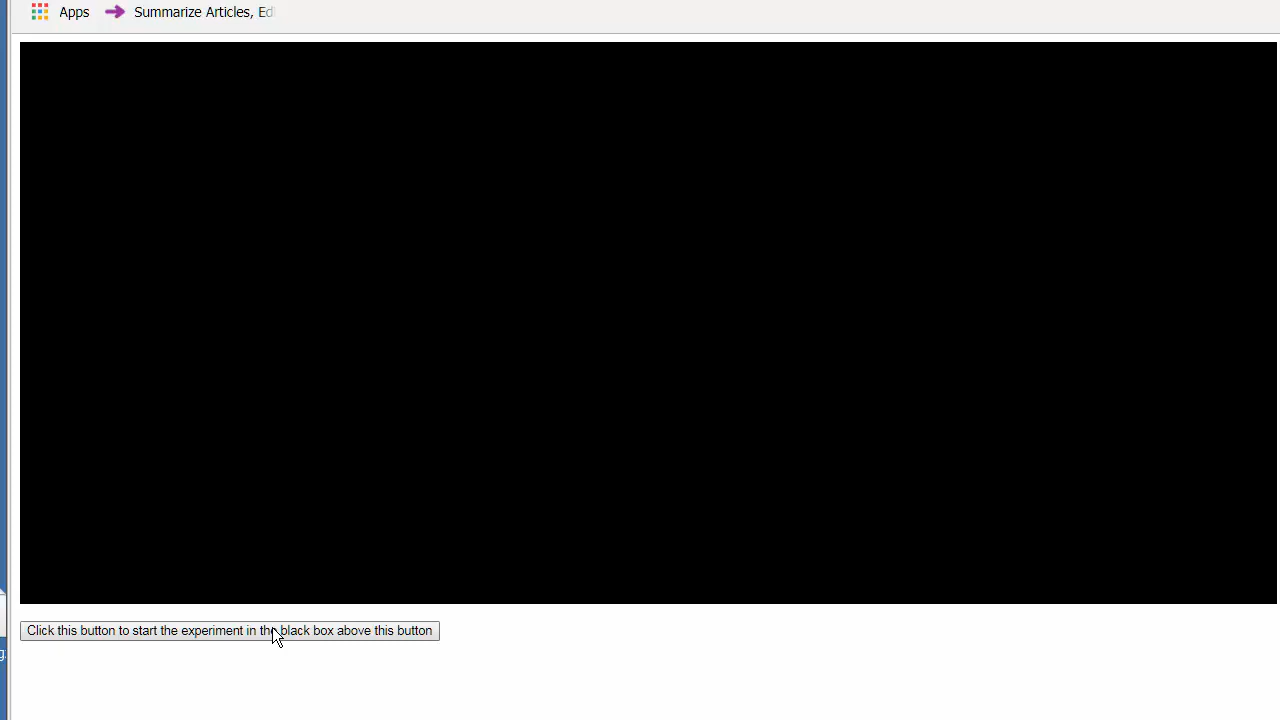 Apps Summarize Articles, Ed
Click this button to start the experiment in the black box above this button
g.